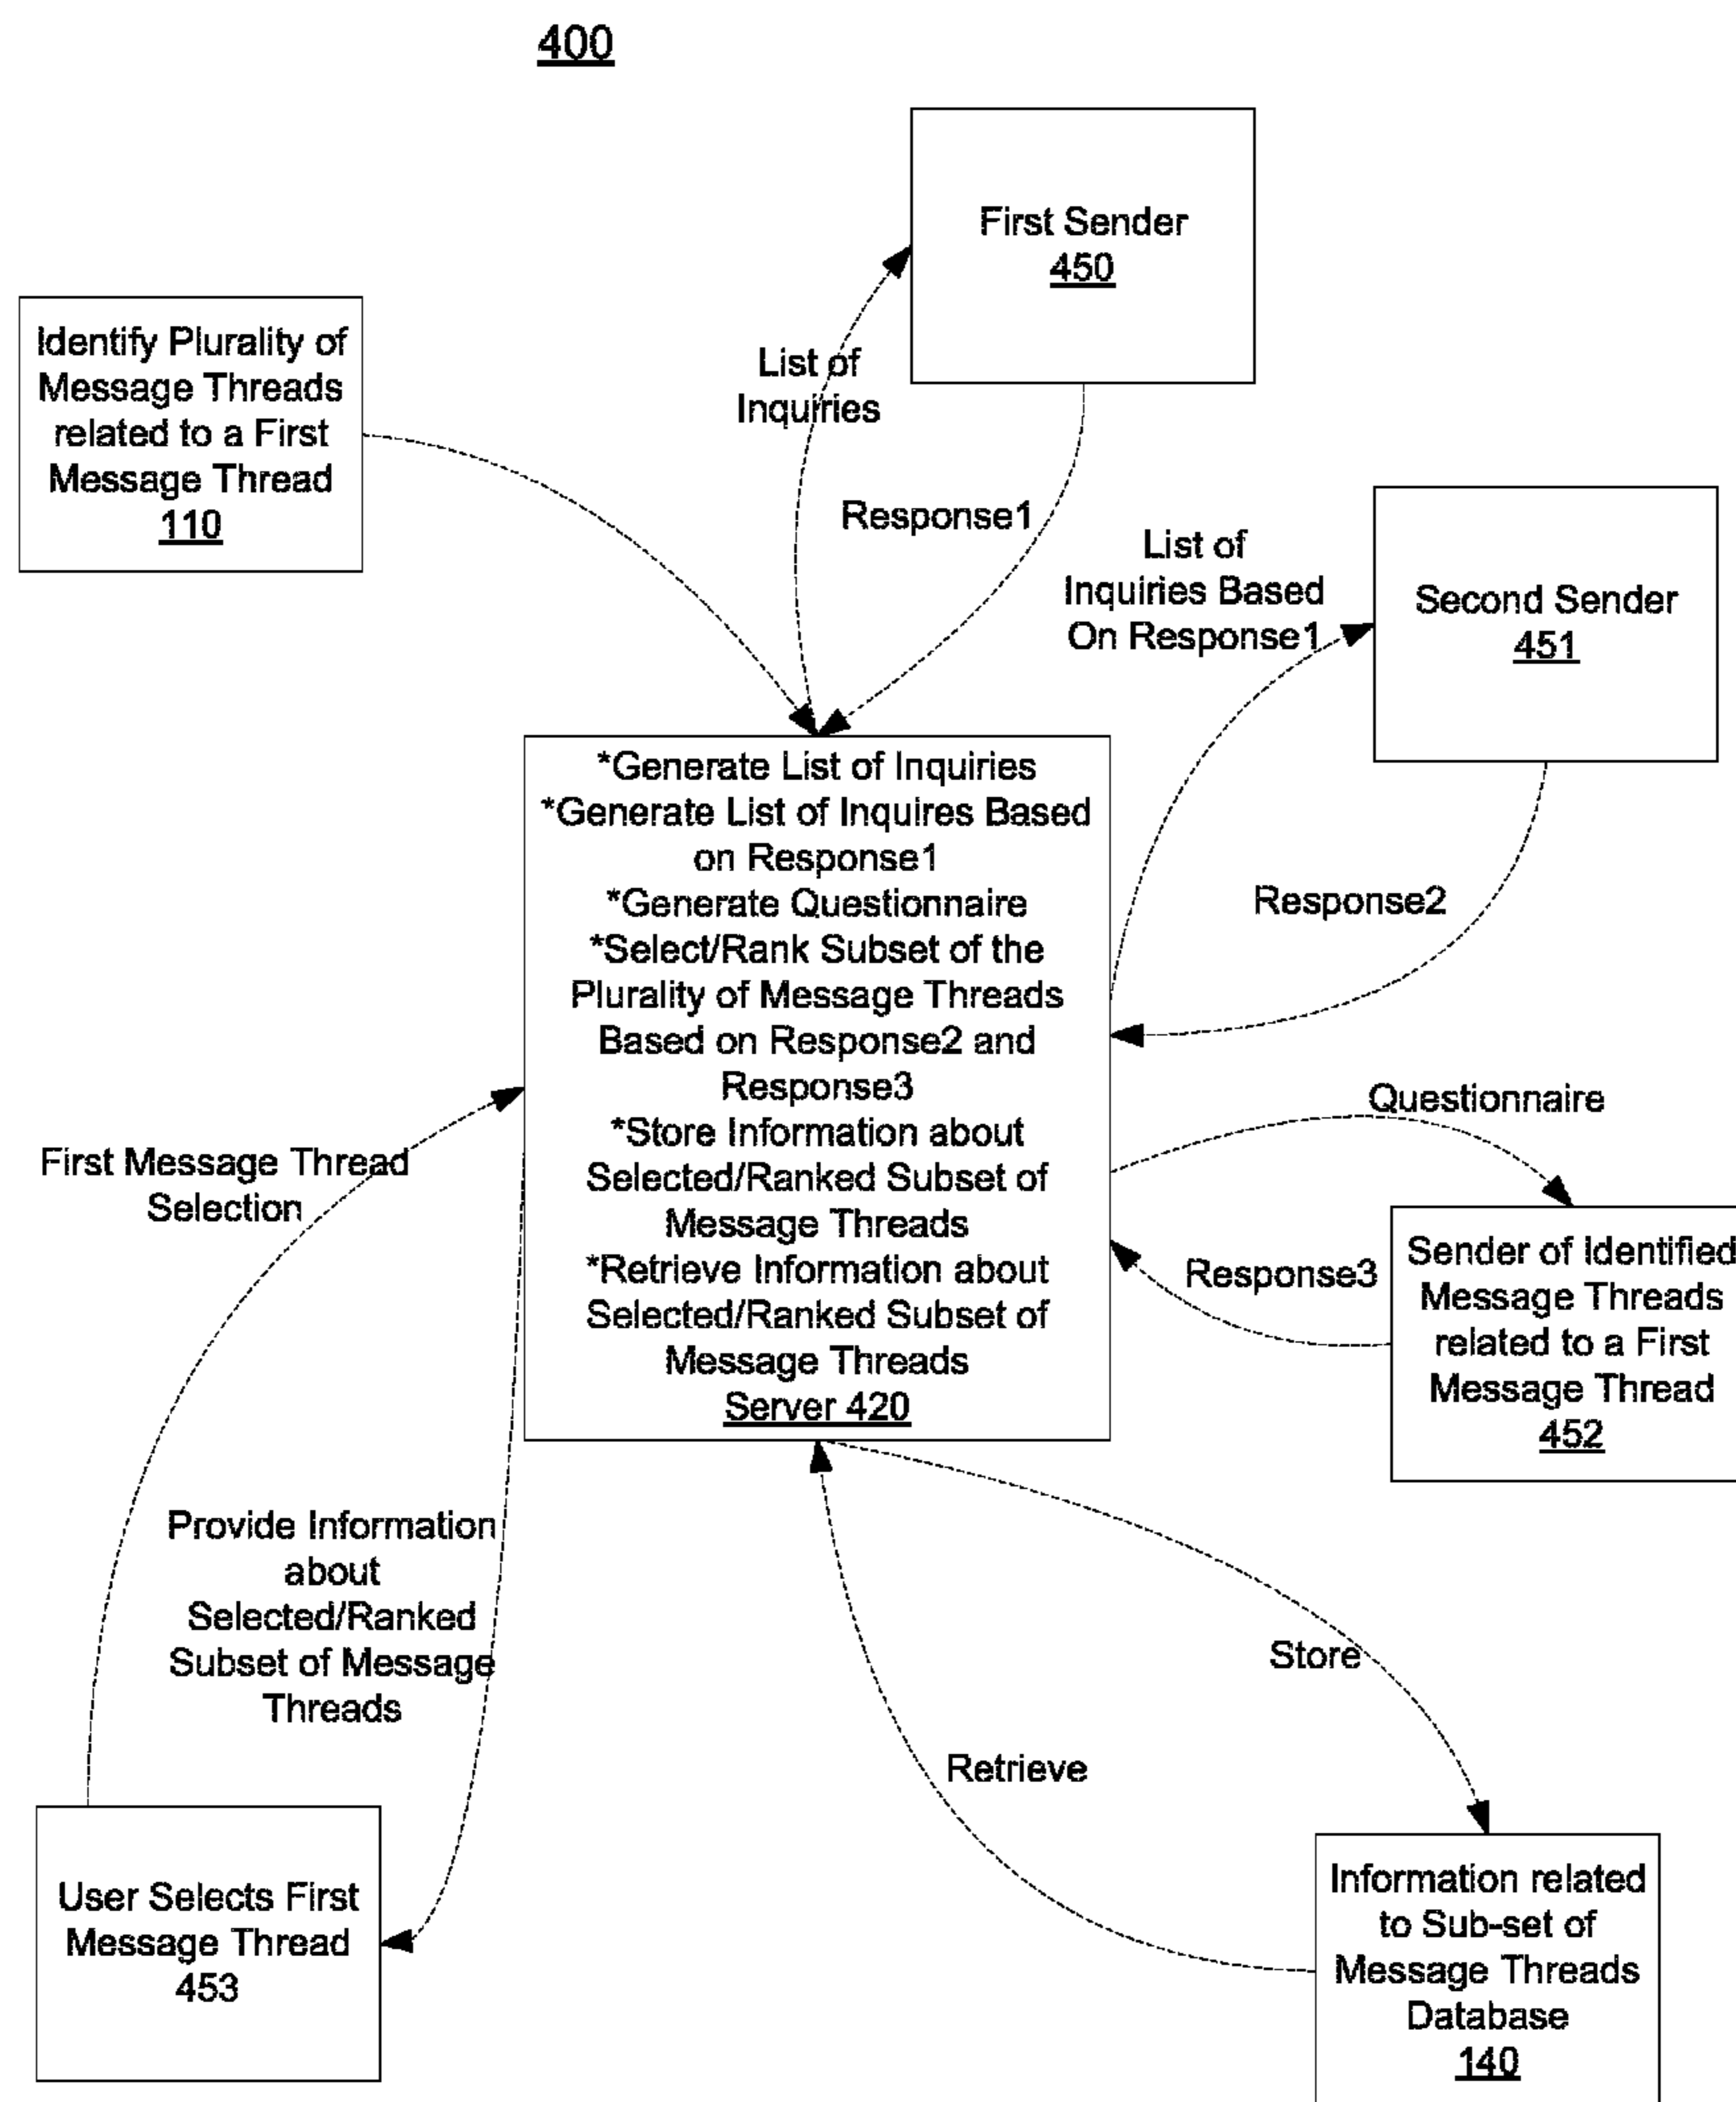 400
First Sender
450
Identify Plurality of
Message Threads
related to a First
Message Thread
110
List of
Inquiries
Response1
List of
Inquiries Based
On Response1
Second Sender
451
*Generate List of Inquiries
*Generate List of Inquires Based
on Response1
*Generate Questionnaire
*Select/Rank Subset of the
Plurality of Message Threads
Based on Response2 and
Response3
*Store Information about
Selected/Ranked Subset of
Message Threads
*Retrieve Information about
Selected/Ranked Subset of
Message Threads
Server 420
Response2
Questionnaire
Response3
Sender of Identified
Message Threads
related to a First
Message Thread
452
First Message Thread
Selection
Provide Information
about
Selected/Ranked
Subset of Message
Threads
Store
Retrieve
User Selects First
Message Thread
453
Information related
to Sub-set of
Message Threads
Database
140